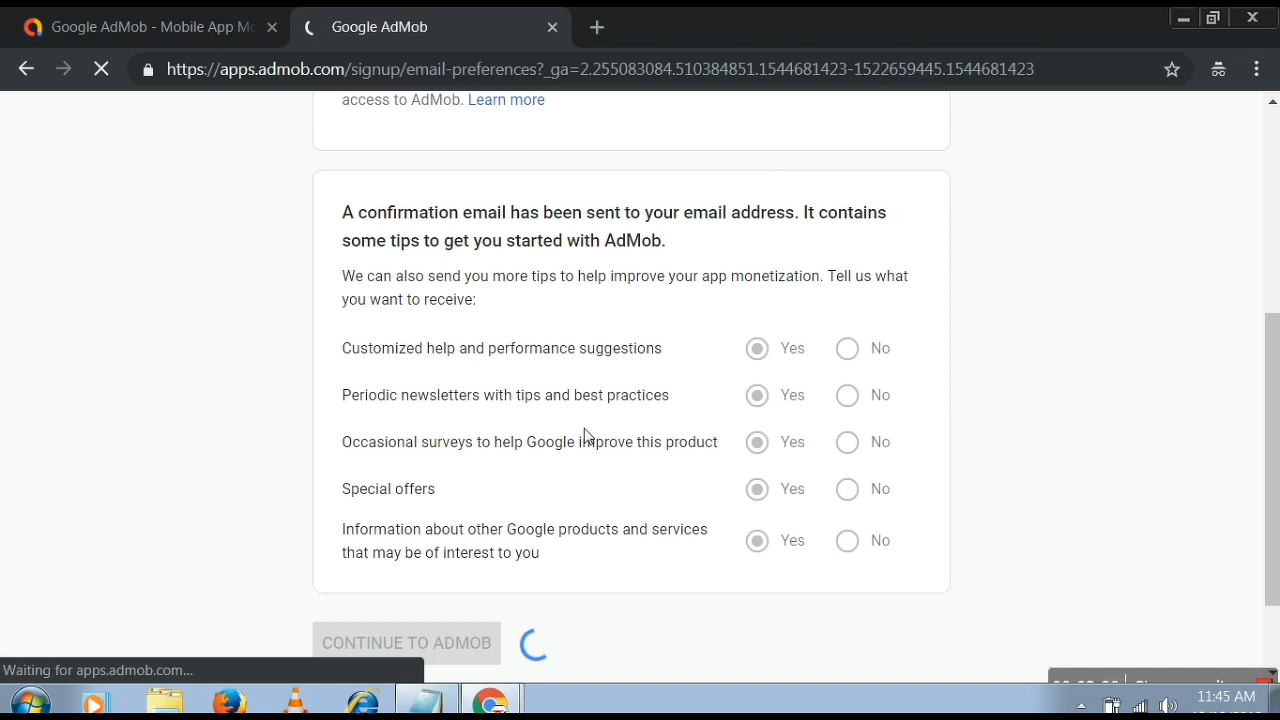 Google AdMob - Mobile App Mo
Google AdMob
https://apps.admob.com/signup/email-preferences?_ga=2.255083084.510384851.1544681423-1522659445.1544681423
access to AdMob. Learn more
A confirmation email has been sent to your email address. It contains
some tips to get you started with AdMob.
We can also send you more tips to help improve your app monetization. Tell us what
you want to receive:
Customized help and performance suggestions Yes No
Periodic newsletters with tips and best practices Yes No
Occasional surveys to help Google improve this product Yes No
Special offers Yes No
Information about other Google products and services
that may be of interest to you Yes No
CONTINUE TO ADMOB
Waiting for apps.admob.com...
11:45 AM